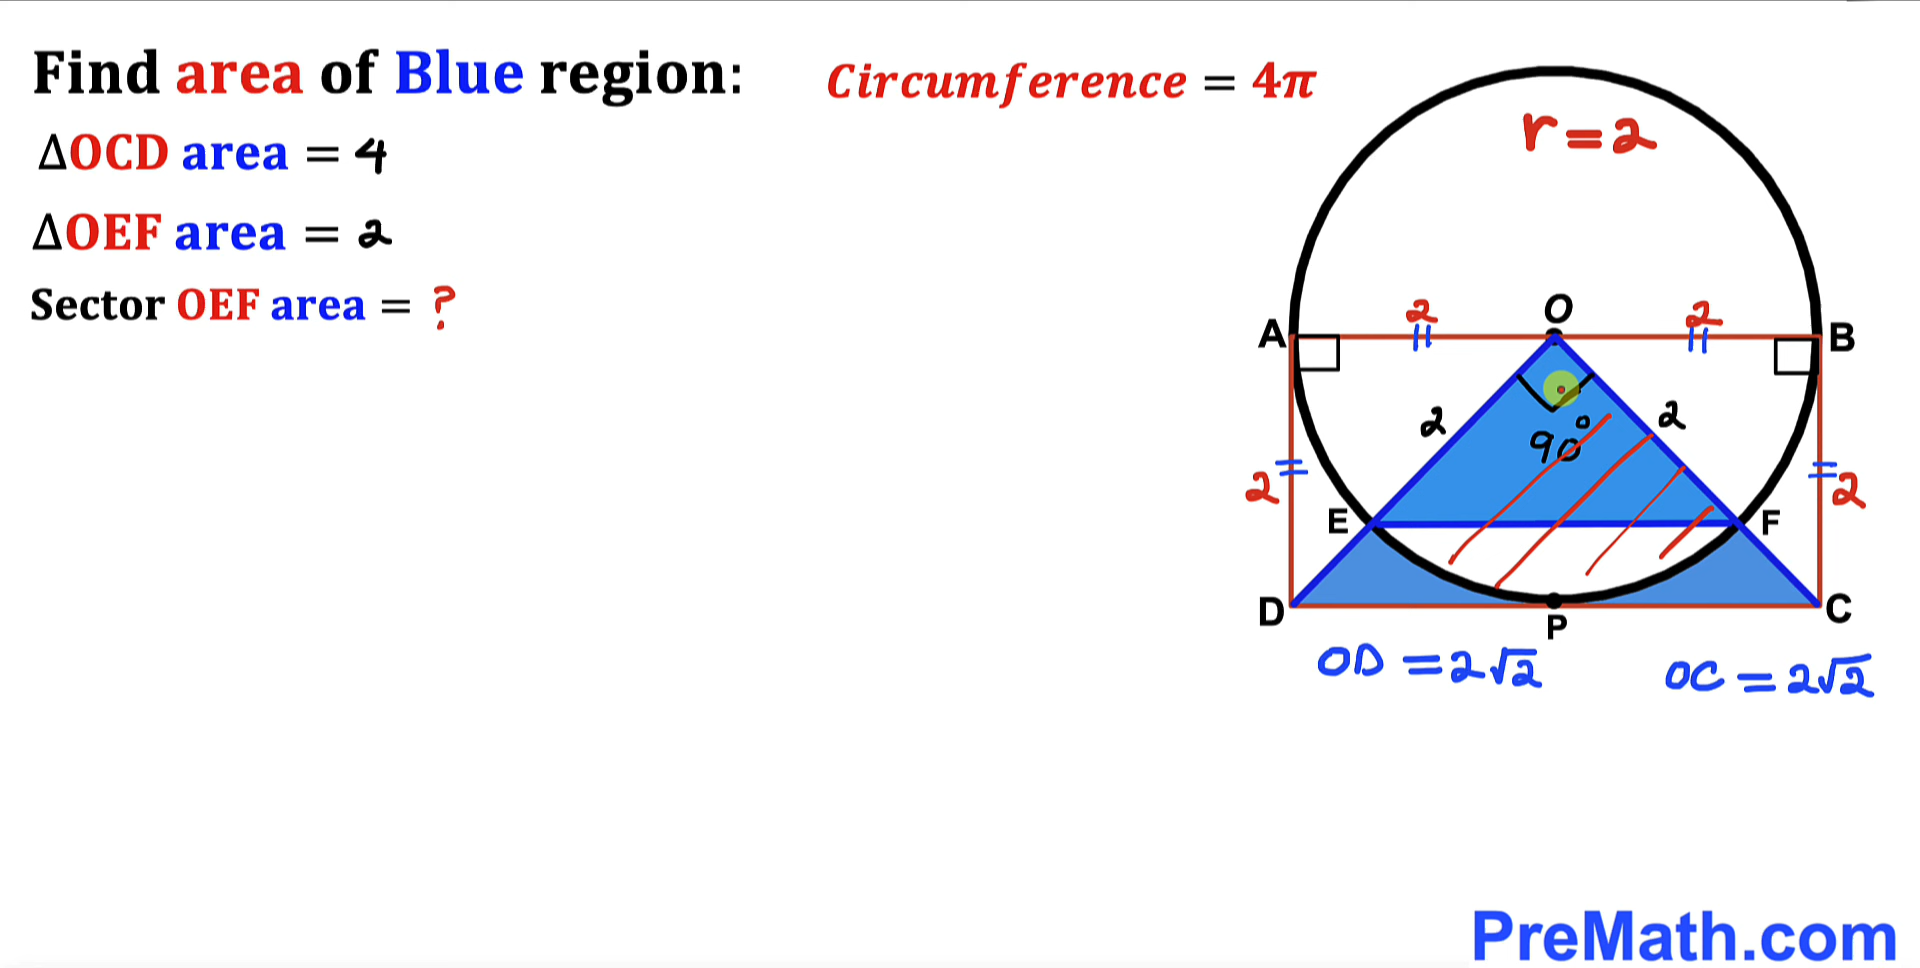 Find area of Blue region:
Circumference = 4π
ΔOCD area = 4
ΔOEF area = 2
Sector OEF area = ?
r = 2
O
2
2
A
B
2
2
90°
2
2
E
F
D
C
P
OD = 2√2
OC = 2√2
PreMath.com